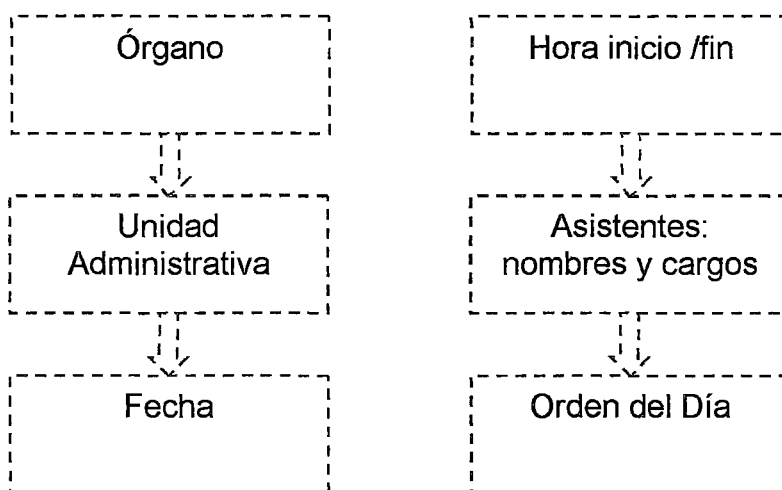 Órgano
Unidad
Administrativa
Fecha
Hora inicio /fin
Asistentes:
nombres y cargos
Orden del Día